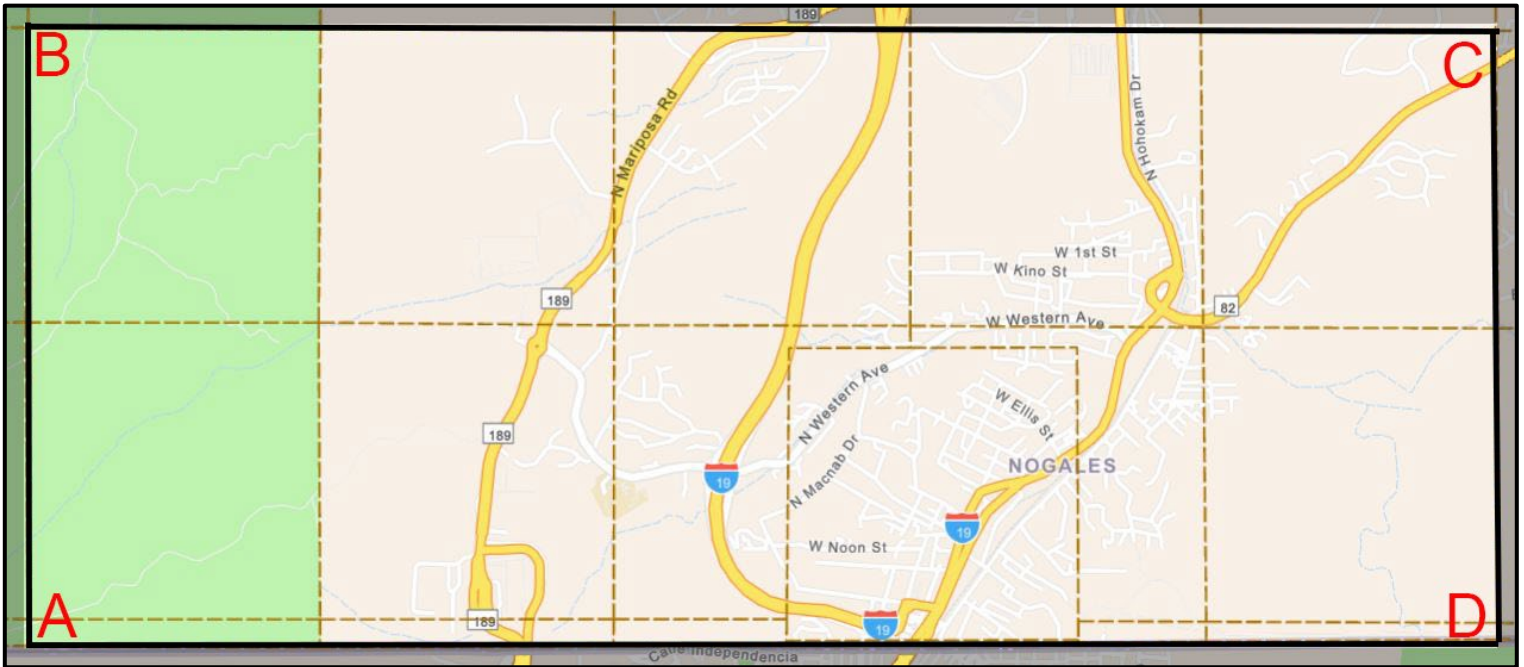 189
B
C
N Mariposa Rd
N Hohokam Dr
W 1st St
W Kino St
189
82
W Western Ave
N Western Ave
W Ellis St
189
NOGALES
19
N Macnab Dr
19
W Noon St
A
189
19
D
Calle Independencia